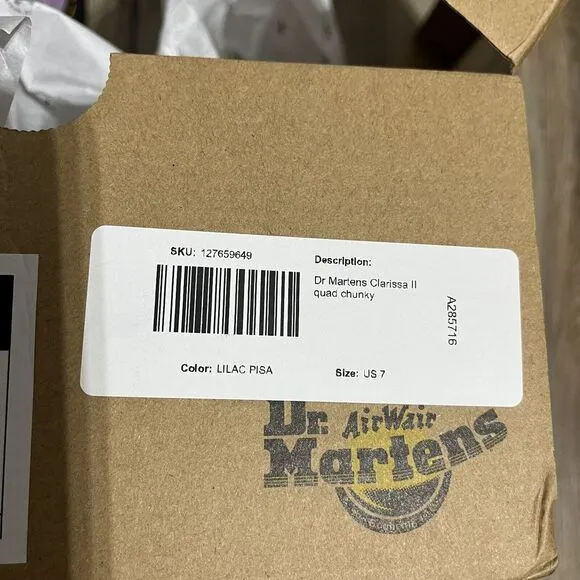 SKU: 127659649
Description:
Dr Martens Clarissa II
quad chunky
A285716
Color: LILAC PISA
Size: US 7
Dr. AirWair
Martens